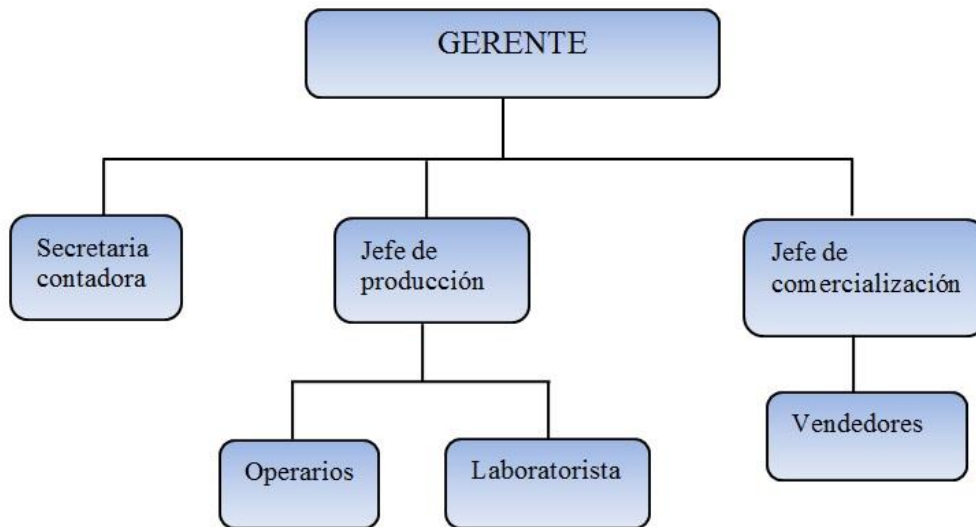 GERENTE
Secretaria
contadora
Jefe de
producción
Jefe de
comercialización
Operarios
Laboratorista
Vendedores